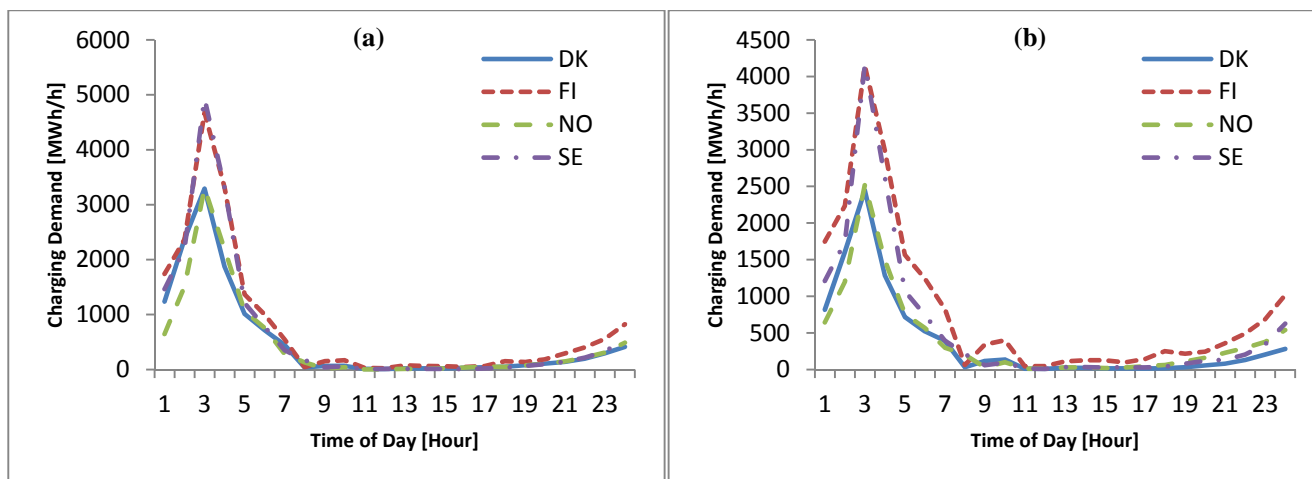 (a)
Charging Demand [MWh/h]
6000
5000
4000
3000
2000
1000
0
DK
FI
NO
SE
1 3 5 7 9 11 13 15 17 19 21 23
Time of Day [Hour]
(b)
Charging Demand [MWh/h]
4500
4000
3500
3000
2500
2000
1500
1000
500
0
DK
FI
NO
SE
1 3 5 7 9 11 13 15 17 19 21 23
Time of Day [Hour]